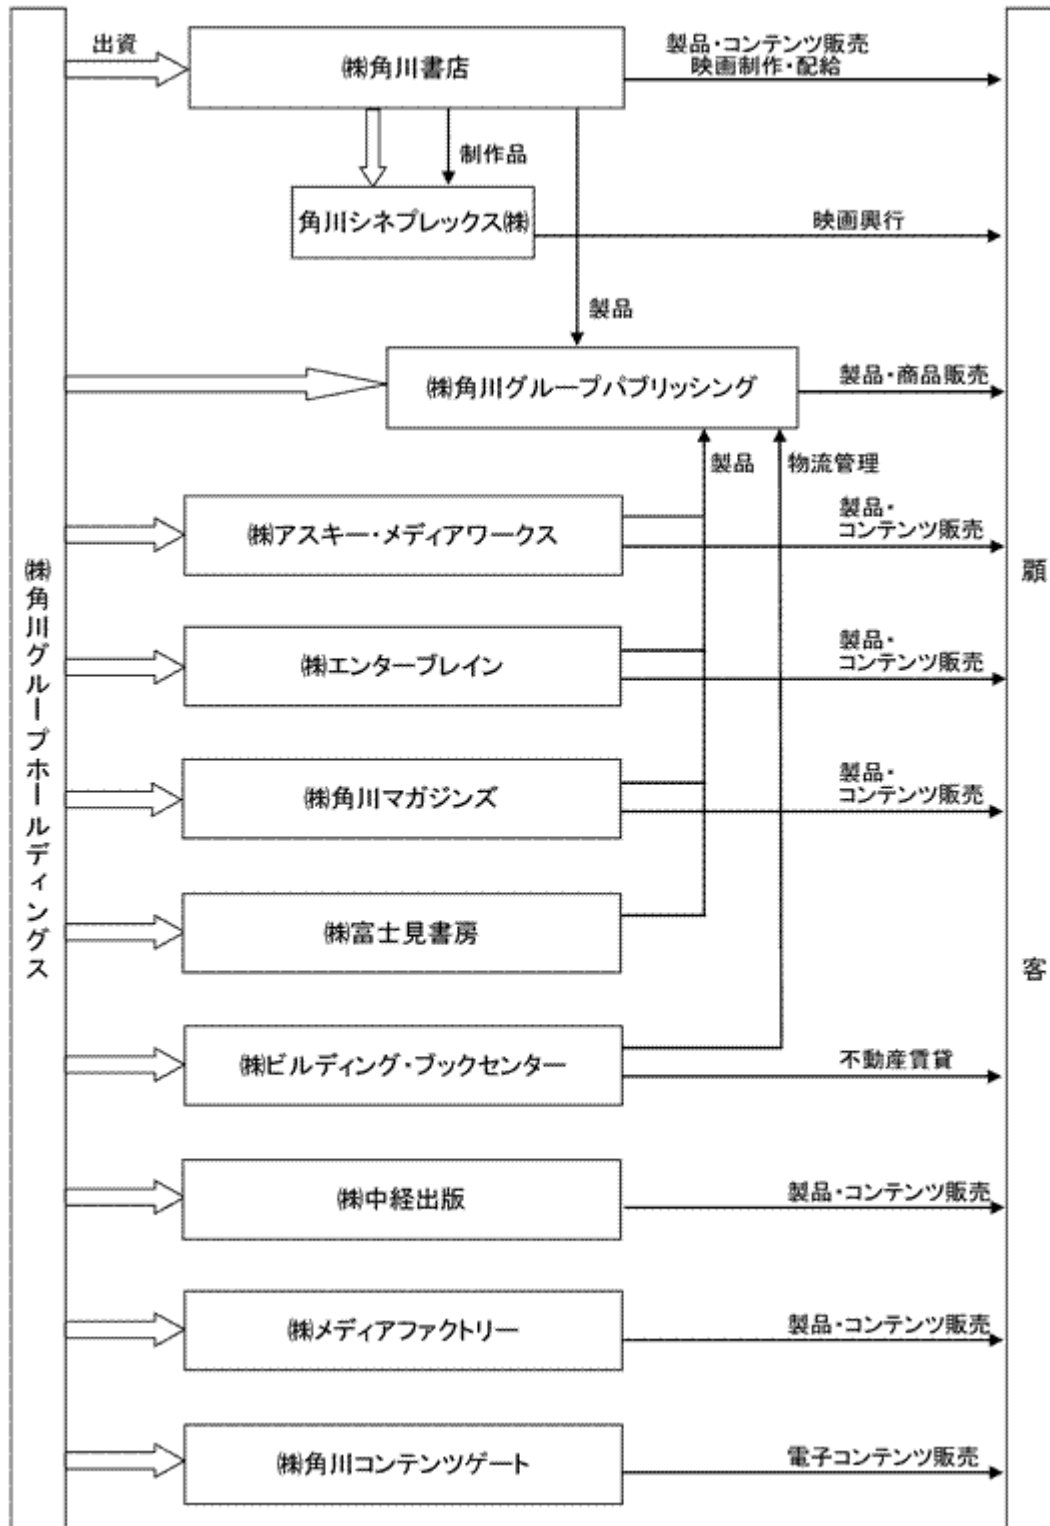 出資
㈱角川書店
製品・コンテンツ販売
映画制作・配給
制作品
角川シネプレックス㈱
映画興行
製品
㈱角川グループパブリッシング
製品・商品販売
製品
物流管理
㈱アスキー・メディアワークス
製品・
コンテンツ販売
㈱エンターブレイン
製品・
コンテンツ販売
㈱角川マガジンズ
製品・
コンテンツ販売
㈱富士見書房
㈱ビルディング・ブックセンター
不動産賃貸
㈱中経出版
製品・コンテンツ販売
㈱メディアファクトリー
製品・コンテンツ販売
㈱角川コンテンツゲート
電子コンテンツ販売
㈱角川グループホールディングス
顧客